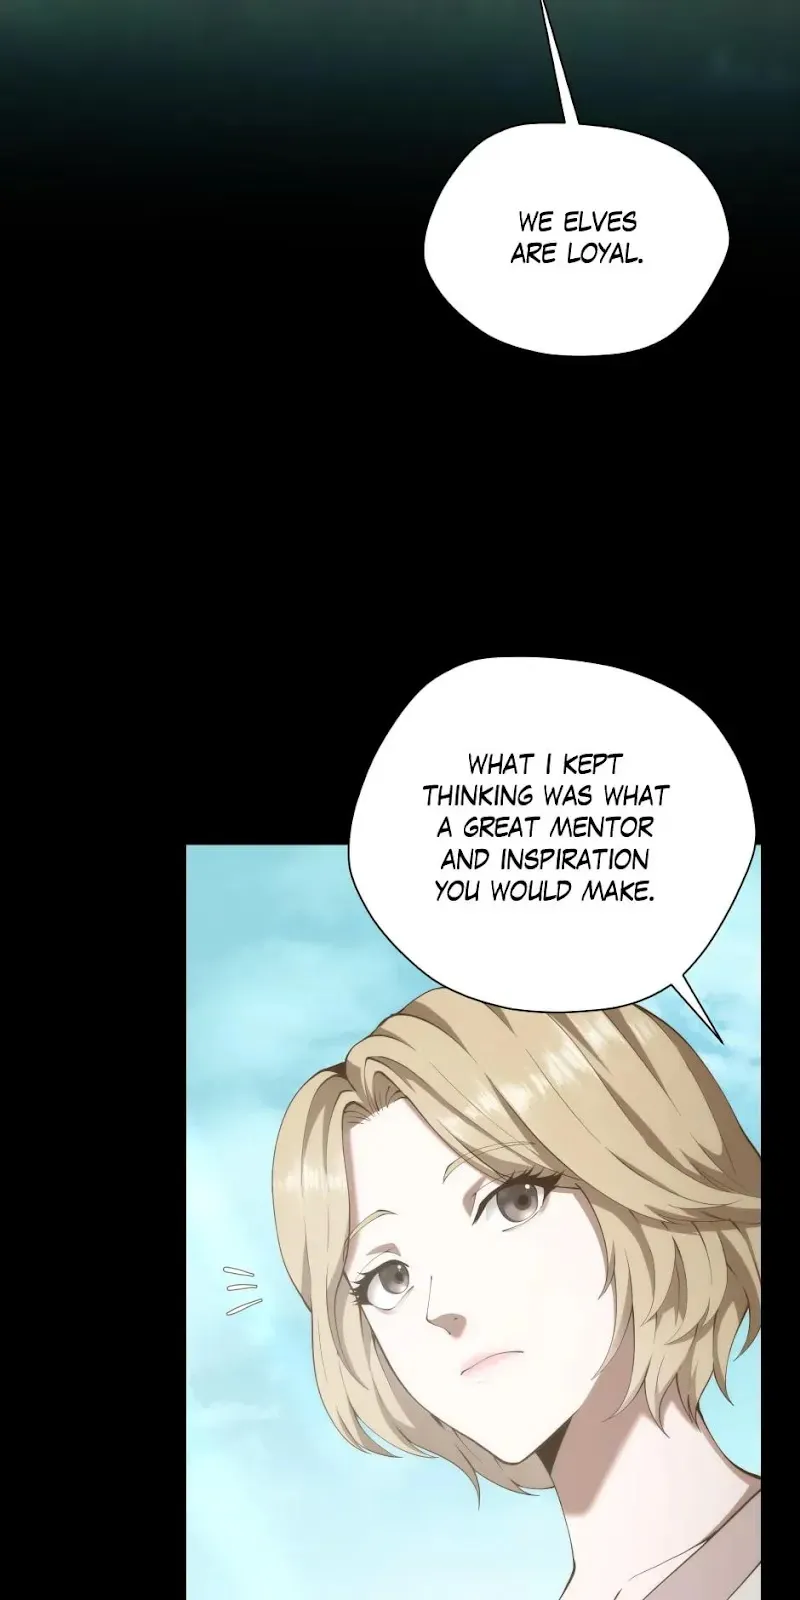 WE ELVES
ARE LOYAL.
WHAT I KEPT
THINKING WAS WHAT
A GREAT MENTOR
AND INSPIRATION
YOU WOULD MAKE.